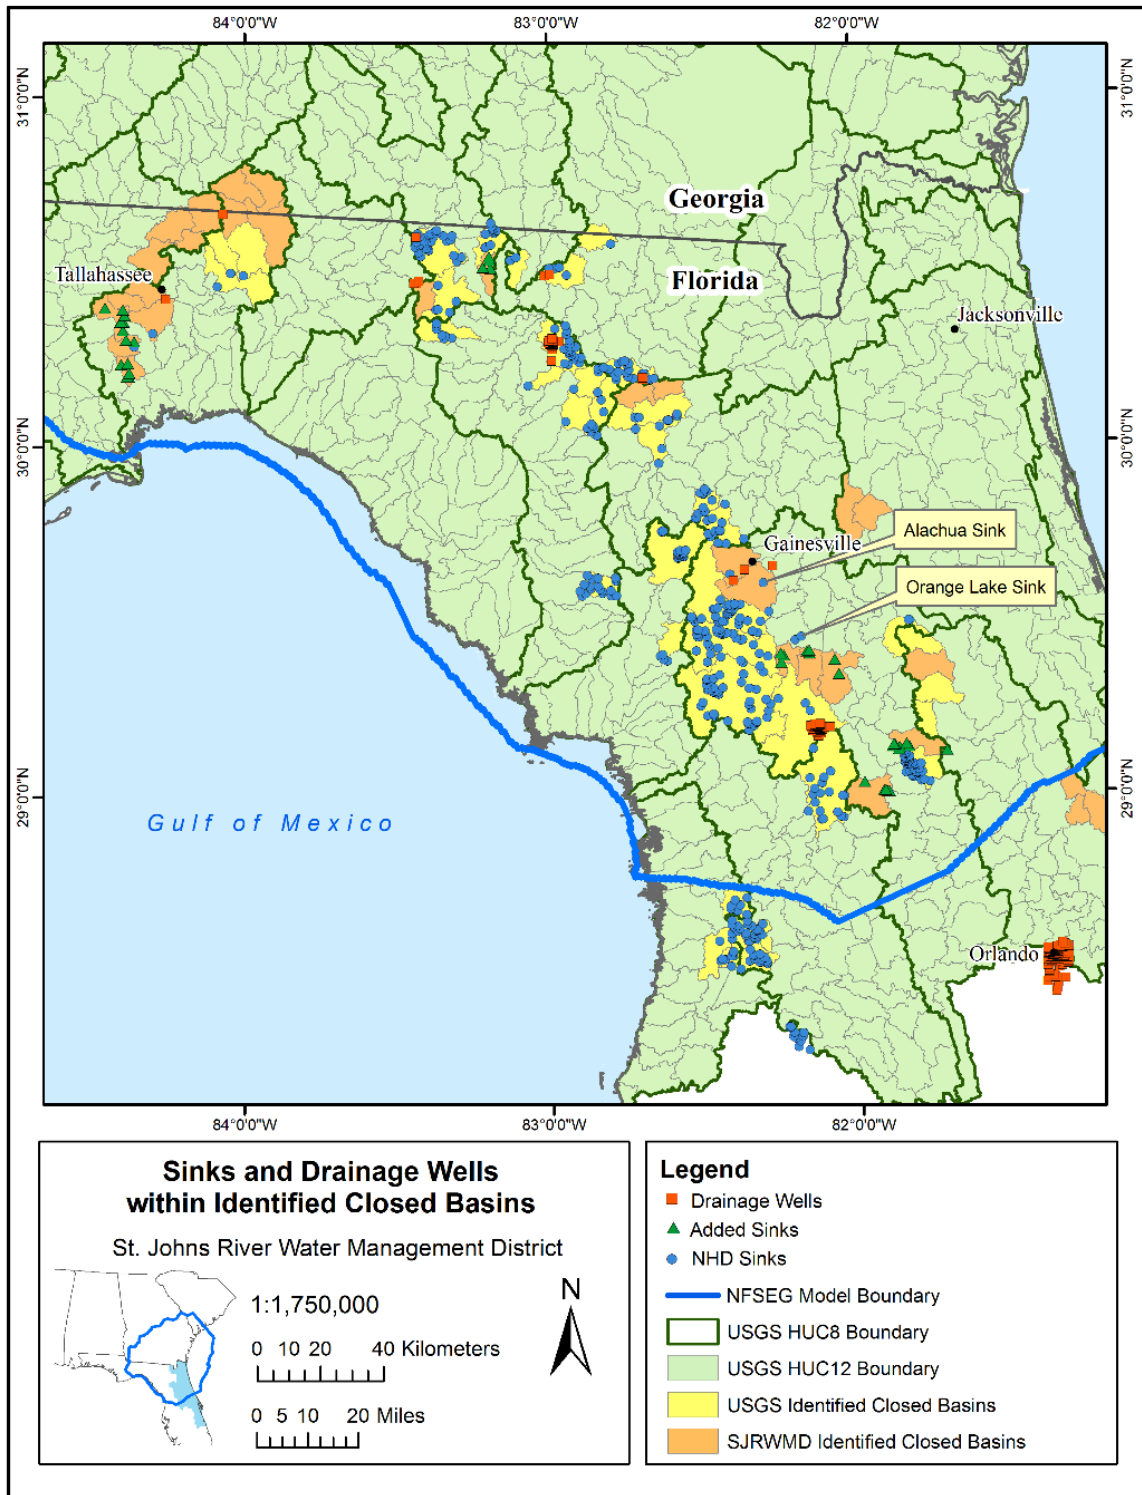 84°0'0"W
83°0'0"W
82°0'0"W
31°0'0"N
31°0'0"N
Georgia
Florida
Tallahassee
Jacksonville
30°0'0"N
30°0'0"N
Alachua Sink
Gainesville
Orange Lake Sink
29°0'0"N
29°0'0"N
Gulf of Mexico
Orlando
84°0'0"W
83°0'0"W
82°0'0"W
Sinks and Drainage Wells
within Identified Closed Basins
St. Johns River Water Management District
1:1,750,000
0 10 20 40 Kilometers
0 5 10 20 Miles
N
Legend
Drainage Wells
Added Sinks
NHD Sinks
NFSEG Model Boundary
USGS HUC8 Boundary
USGS HUC12 Boundary
USGS Identified Closed Basins
SJRWMD Identified Closed Basins